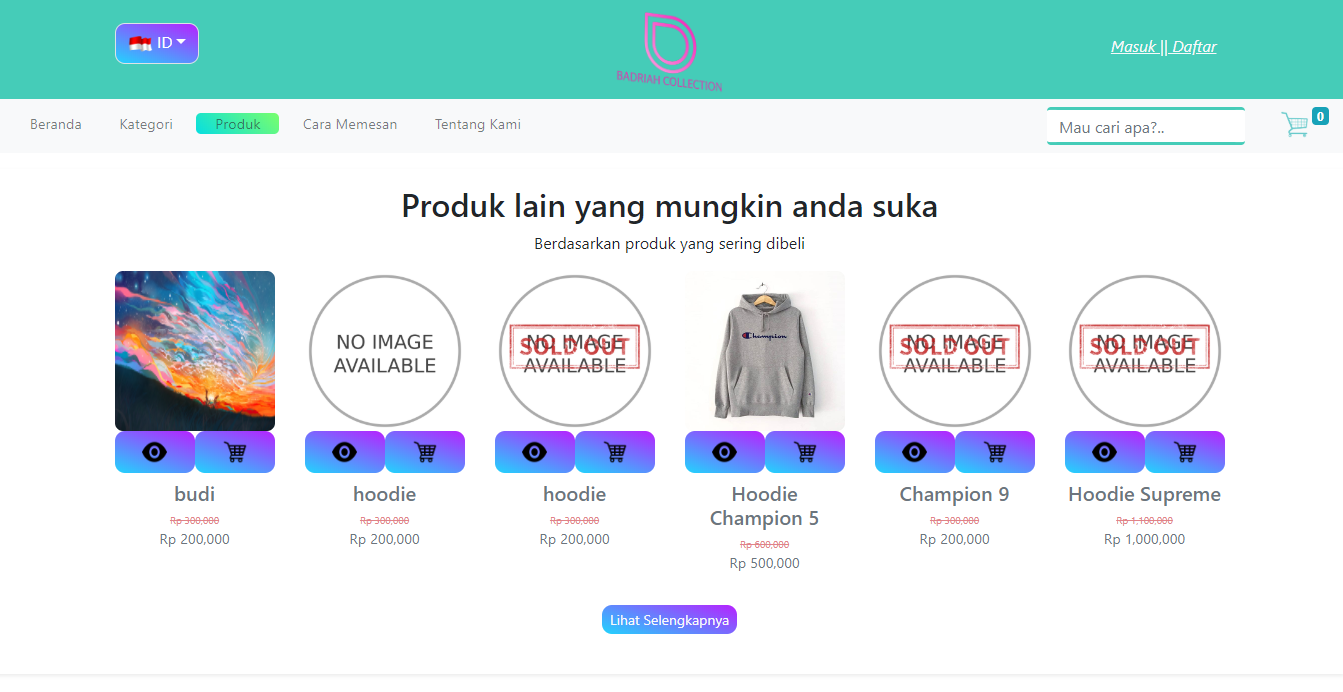 ID
BADRIAH COLLECTION
Masuk || Daftar
Beranda
Kategori
Produk
Cara Memesan
Tentang Kami
Mau cari apa?..
0
Produk lain yang mungkin anda suka
Berdasarkan produk yang sering dibeli
NO IMAGE
AVAILABLE
NO IMAGE
SOLD OUT
AVAILABLE
Champion
NO IMAGE
SOLD OUT
AVAILABLE
NO IMAGE
SOLD OUT
AVAILABLE
budi
Rp 300,000
Rp 200,000
hoodie
Rp 300,000
Rp 200,000
hoodie
Rp 300,000
Rp 200,000
Hoodie
Champion 5
Rp 600,000
Rp 500,000
Champion 9
Rp 300,000
Rp 200,000
Hoodie Supreme
Rp 1,100,000
Rp 1,000,000
Lihat Selengkapnya